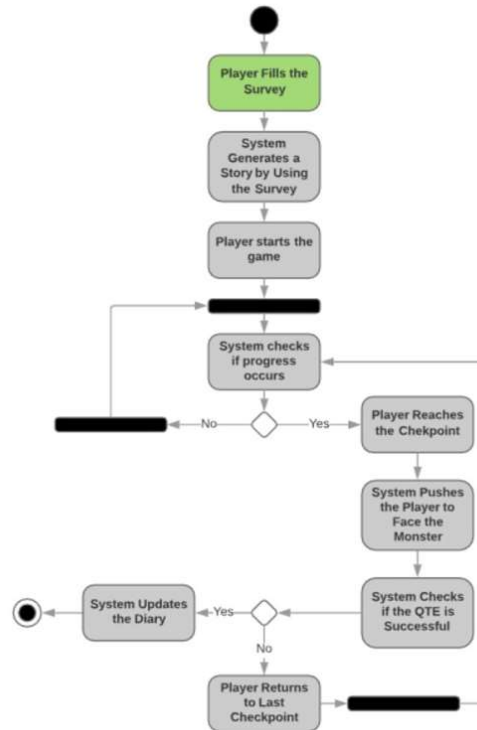 Player Fills the
Survey
System
Generates a
Story by Using
the Survey
Player starts the
game
System checks
if progress
occurs
No
Yes
Player Reaches
the Chekpoint
System Pushes
the Player to
Face the
Monster
System Checks
if the QTE is
Successful
Yes
System Updates
the Diary
No
Player Returns
to Last
Checkpoint